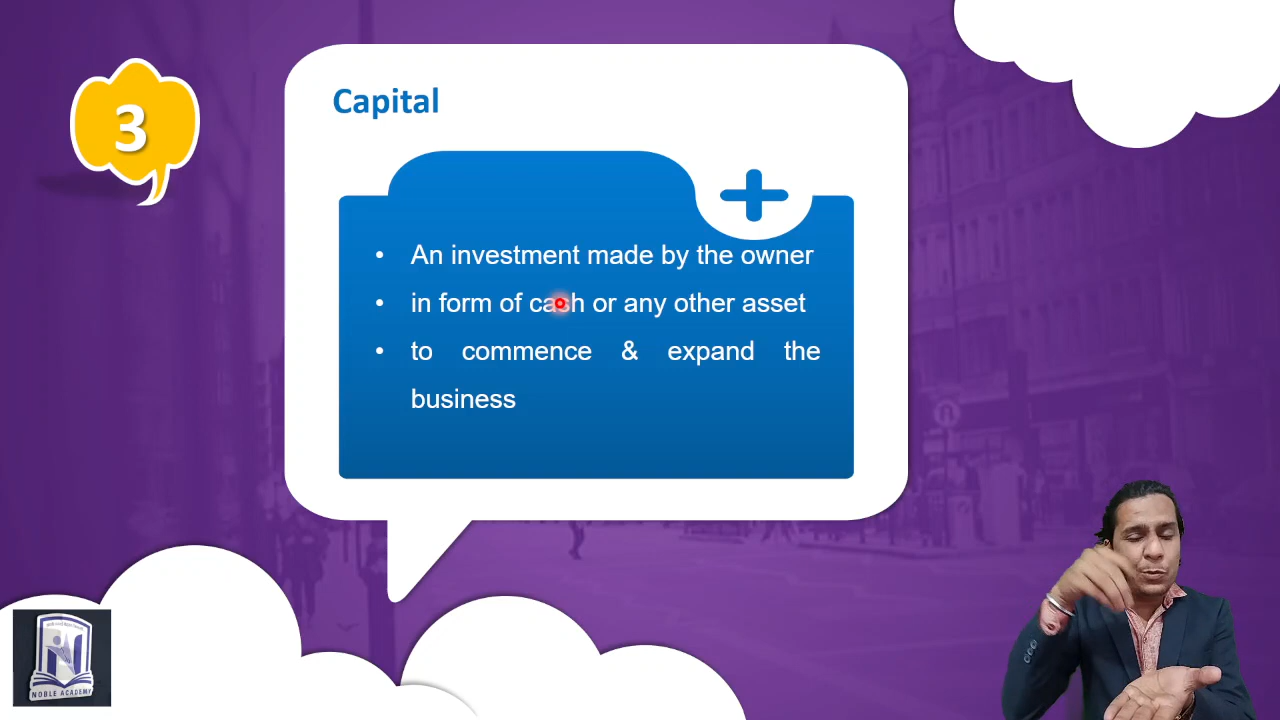 3
Capital
• An investment made by the owner
• in form of cash or any other asset
• to commence & expand the
business
NOBLE ACADEMY